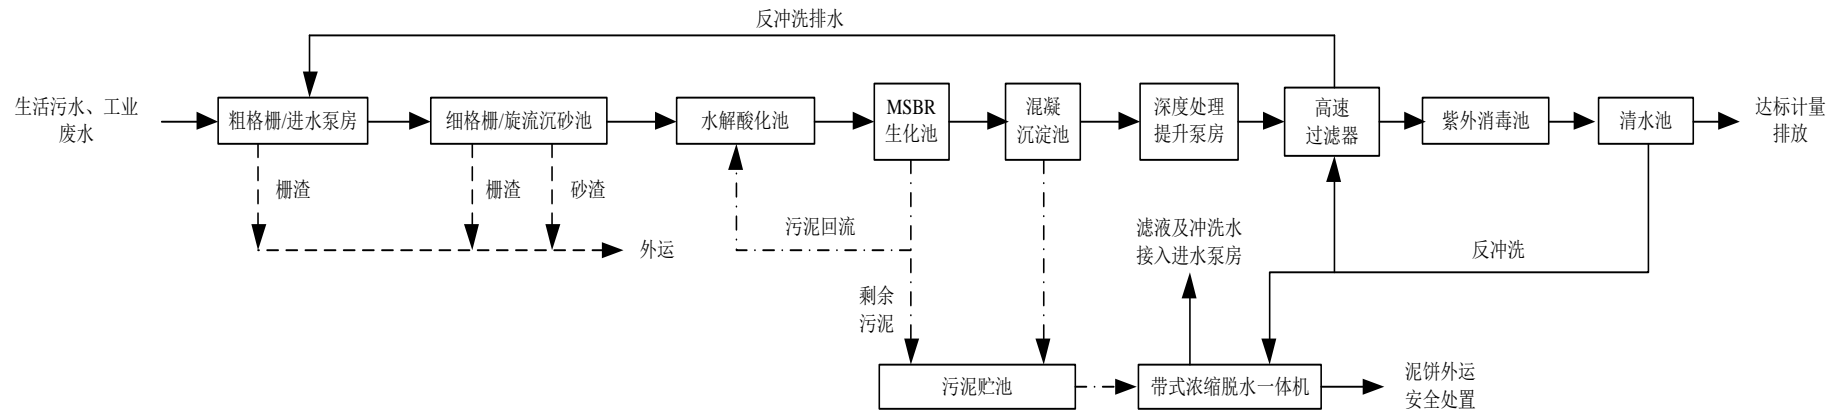 反冲洗排水
生活污水、工业
废水
粗格栅/进水泵房
细格栅/旋流沉砂池
水解酸化池
MSBR
生化池
混凝
沉淀池
深度处理
提升泵房
高速
过滤器
紫外消毒池
清水池
达标计量
排放
栅渣
栅渣
砂渣
外运
污泥回流
滤液及冲洗水
接入进水泵房
反冲洗
剩余
污泥
污泥贮池
带式浓缩脱水一体机
泥饼外运
安全处置